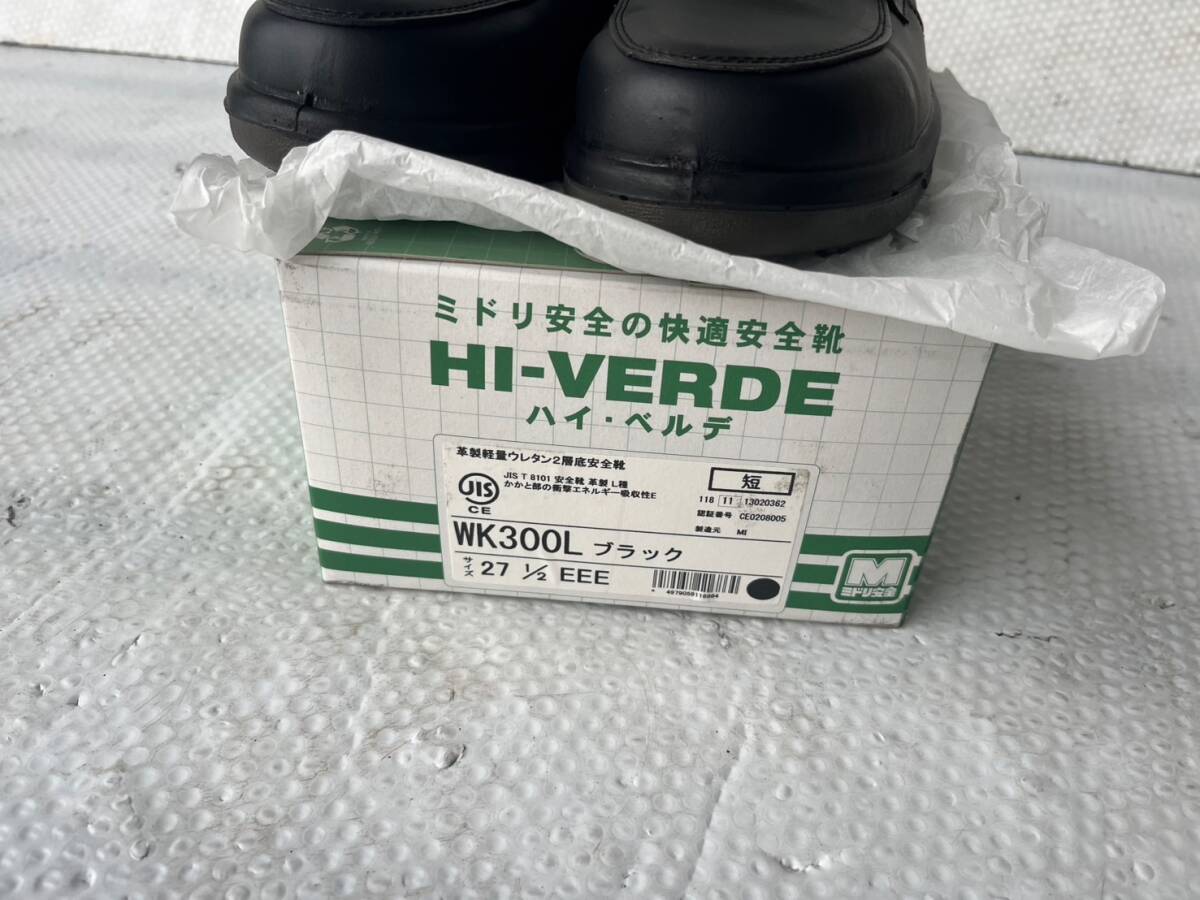 ミドリ安全の快適安全靴
HI-VERDE
ハイ・ベルデ
革製軽量ウレタン2層底安全靴
短
JIS
CE
JIS T 8101 安全靴 革製 L種
かかと部の衝撃エネルギー吸収性E
118 11 13020362
認証番号 CE0208005
製造元 MI
WK300L ブラック
サイズ 27 1/2 EEE
M
ミドリ安全